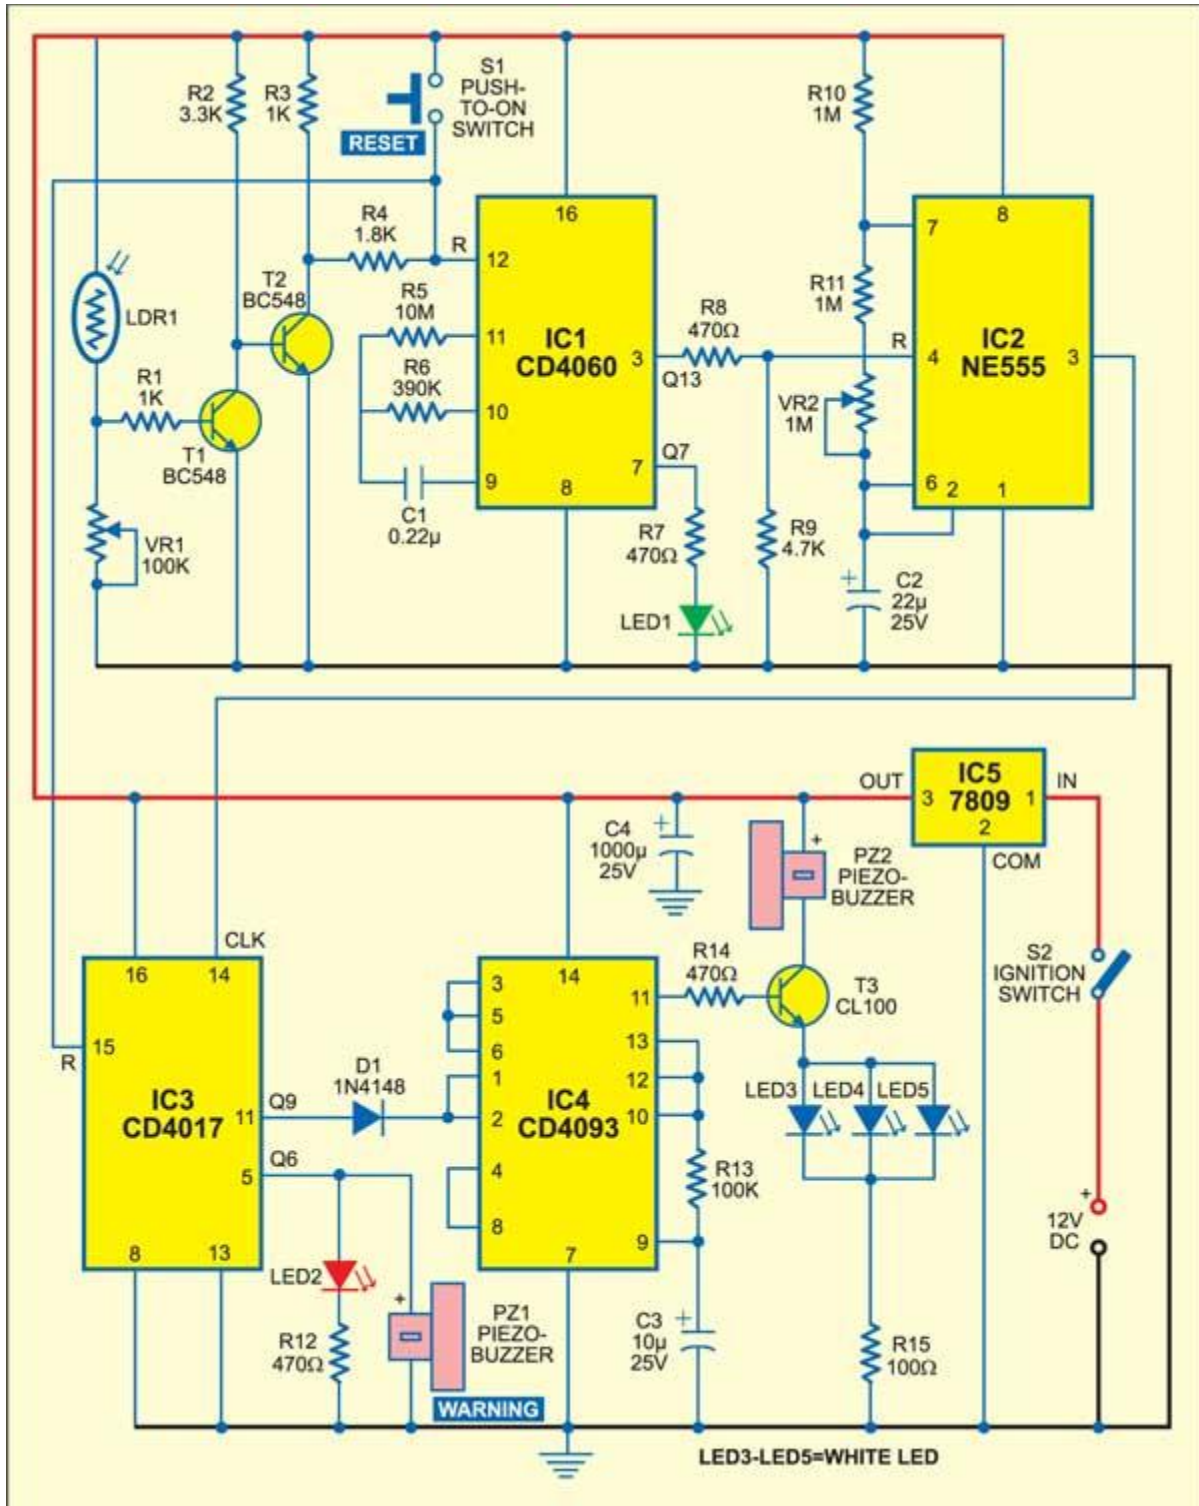 R2
3.3K
R3
1K
S1
PUSH-
TO-ON
SWITCH
RESET
R10
1M
R4
1.8K
R
12
16
8
7
T2
BC548
LDR1
R5
10M
11
R11
1M
R6
390K
IC1
CD4060
R8
470Ω
3
Q13
R
4
IC2
NE555
3
R1
1K
T1
BC548
10
VR2
1M
9
8
Q7
7
6
2
1
C1
0.22µ
VR1
100K
R7
470Ω
R9
4.7K
LED1
+
C2
22µ
25V
OUT
3
IC5
7809
1
IN
2
COM
C4
1000µ
25V
+
+
PZ2
PIEZO-
BUZZER
CLK
16
14
3
14
R14
470Ω
11
T3
CL100
S2
IGNITION
SWITCH
5
6
13
15
R
D1
1N4148
1
12
LED3
LED4
LED5
IC3
CD4017
11
Q9
2
IC4
CD4093
10
Q6
5
4
R13
100K
8
9
+
12V
DC
8
13
7
LED2
+
PZ1
PIEZO-
BUZZER
R12
470Ω
C3
10µ
25V
+
R15
100Ω
WARNING
LED3-LED5=WHITE LED